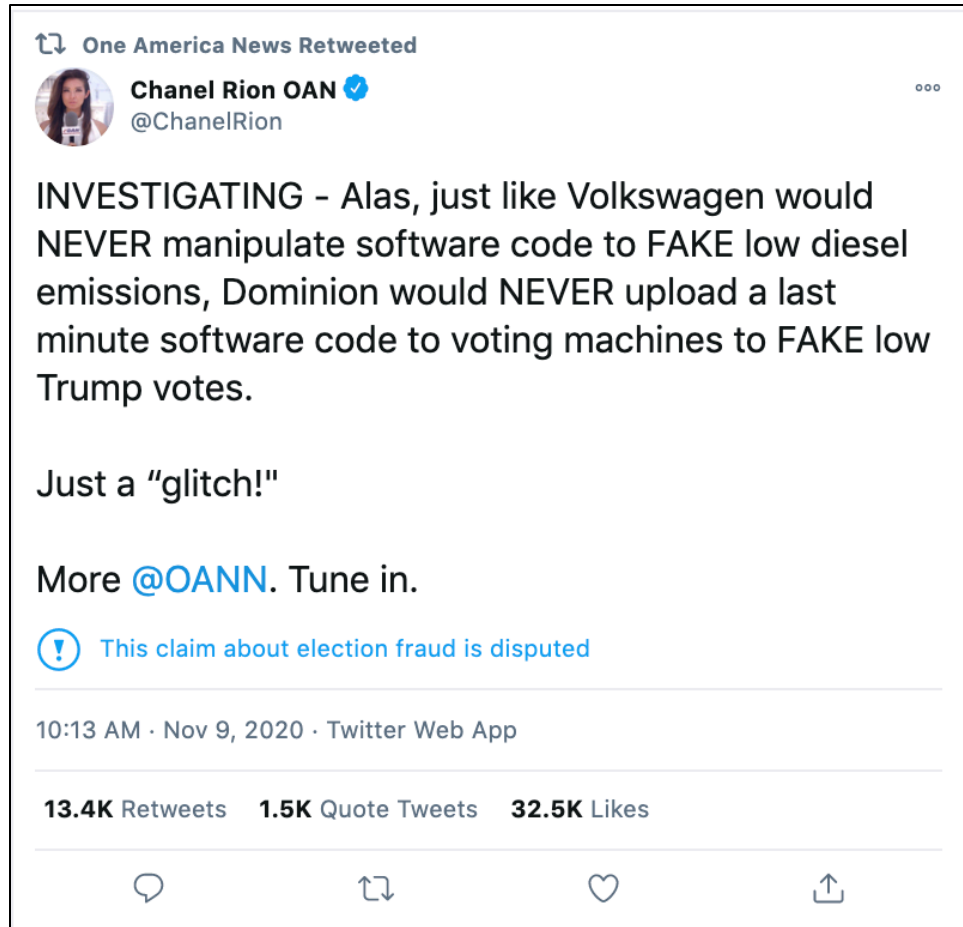 One America News Retweeted
Chanel Rion OAN
@ChanelRion
INVESTIGATING - Alas, just like Volkswagen would
NEVER manipulate software code to FAKE low diesel
emissions, Dominion would NEVER upload a last
minute software code to voting machines to FAKE low
Trump votes.
Just a “glitch!"
More @OANN. Tune in.
This claim about election fraud is disputed
10:13 AM · Nov 9, 2020 · Twitter Web App
13.4K Retweets 1.5K Quote Tweets 32.5K Likes